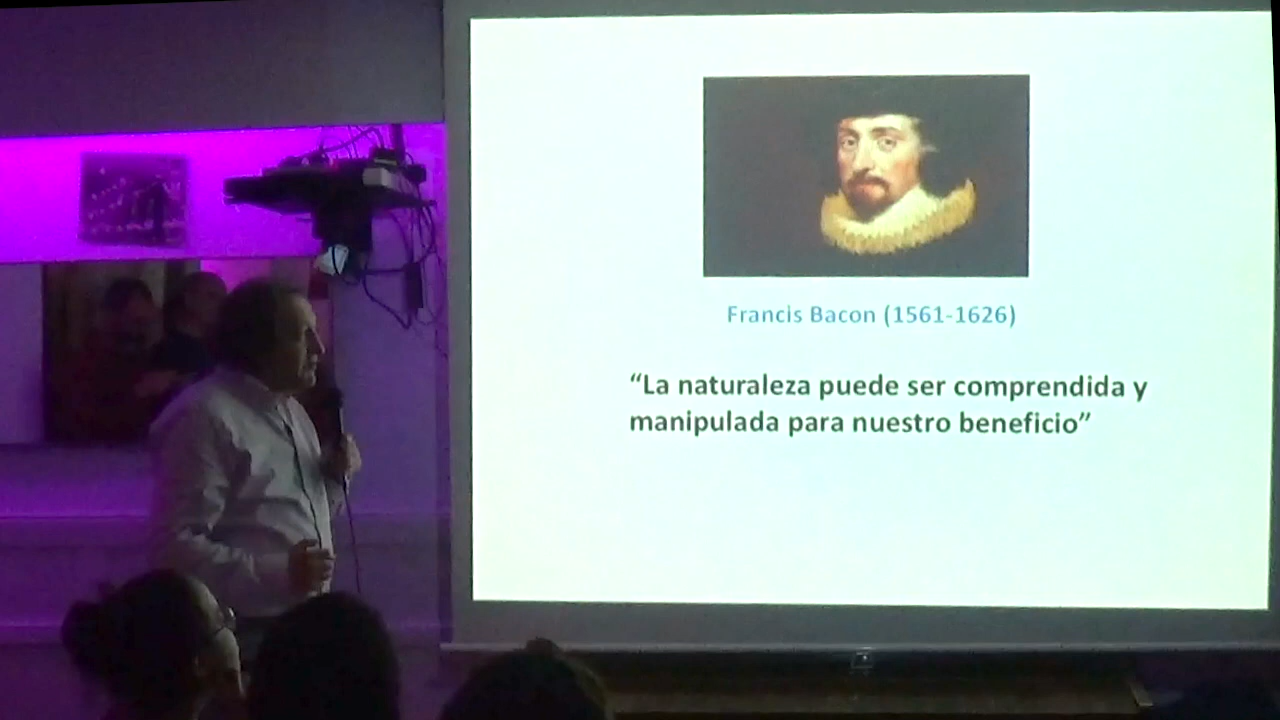 Francis Bacon (1561-1626)
“La naturaleza puede ser comprendida y
manipulada para nuestro beneficio”